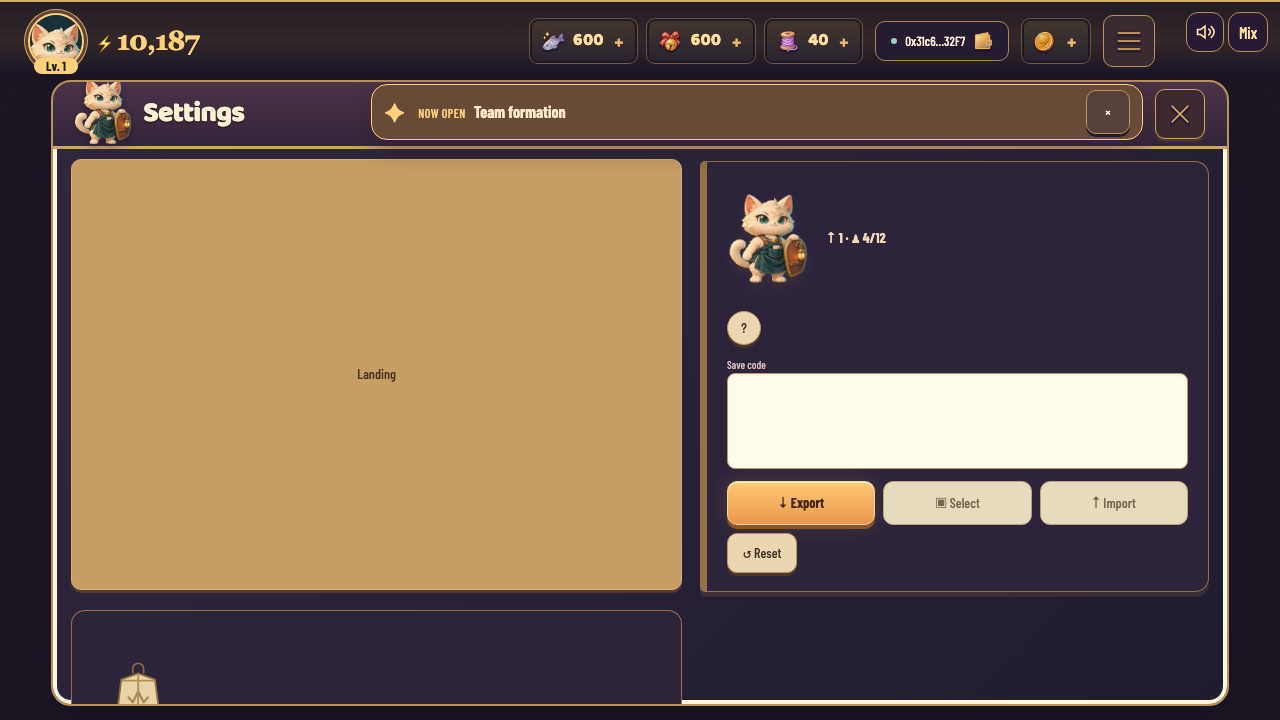 Lv. 1
10,187
600 +
600 +
40 +
0x31c6...32F7
+
Mix
Settings
NOW OPEN Team formation
×
Landing
↑ 1 · ▲ 4/12
?
Save code
↓ Export
▣ Select
↑ Import
↺ Reset